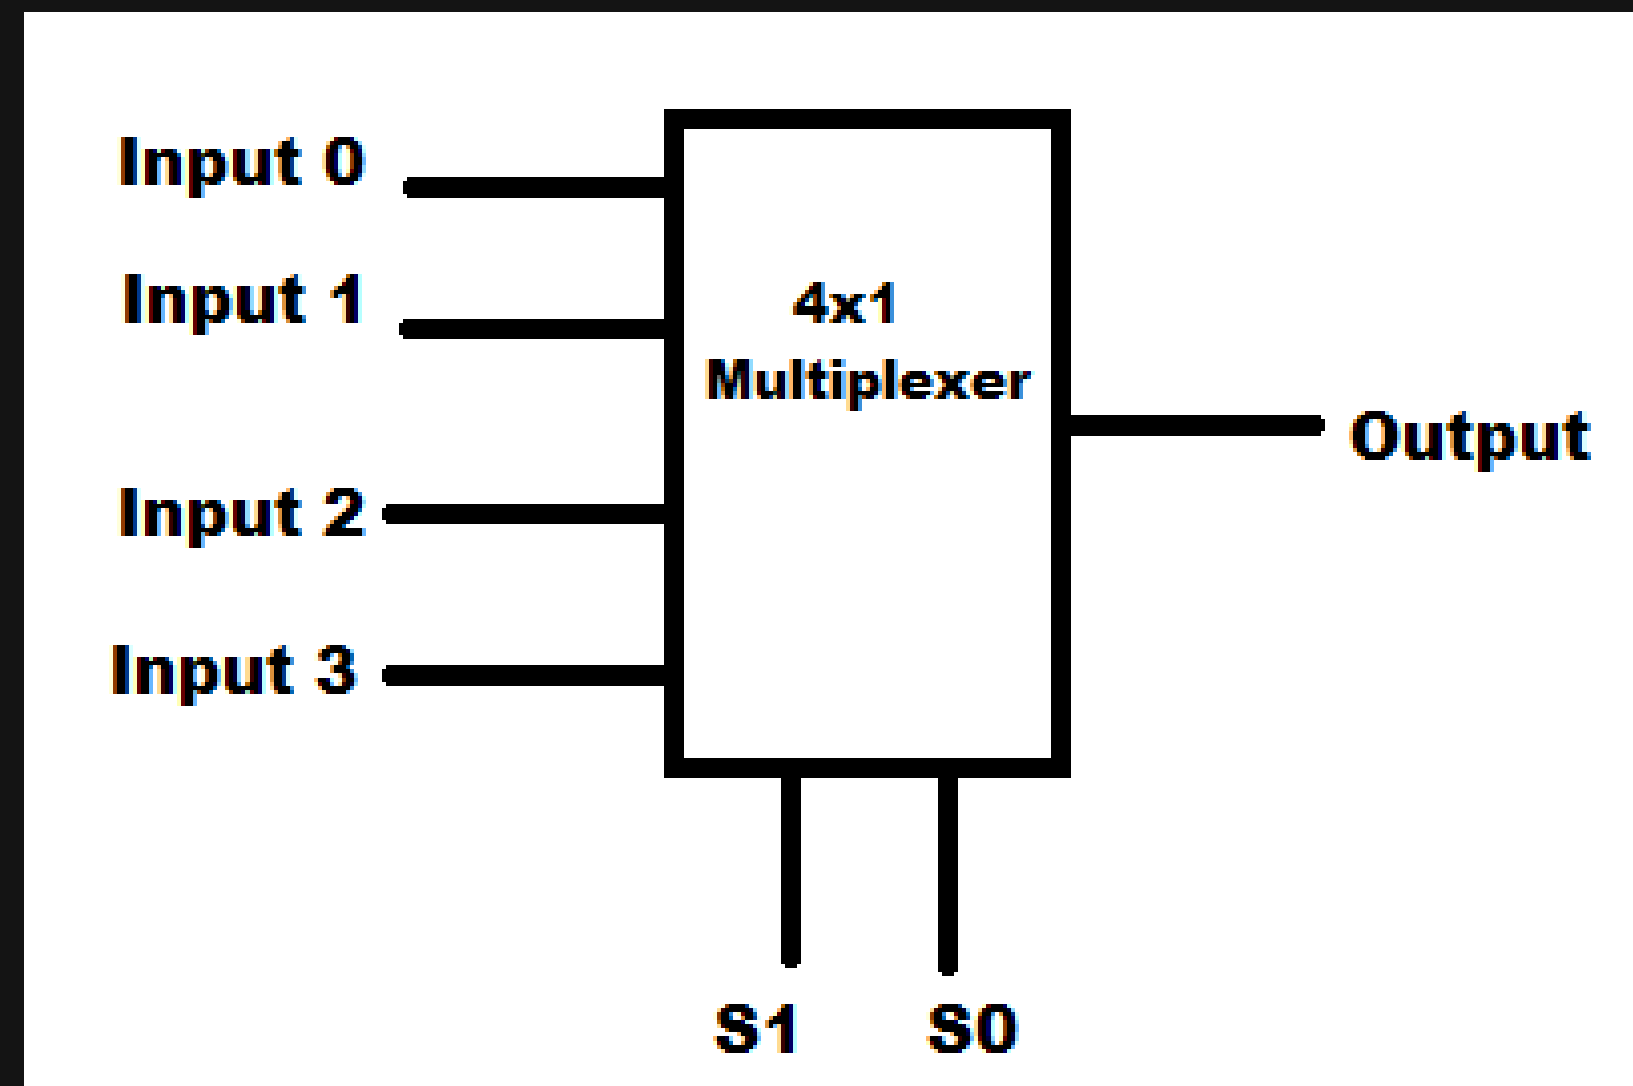 Input 0
Input 1
4x1
Multiplexer
Output
Input 2
Input 3
S1 S0